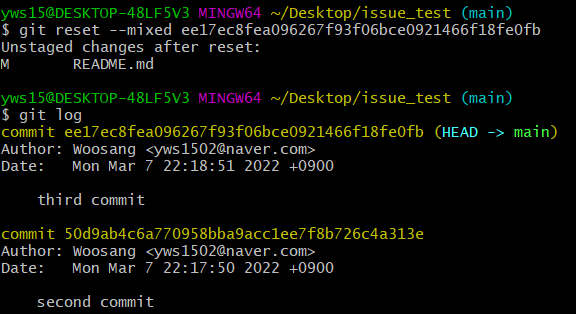 yws15@DESKTOP-48LF5V3 MINGW64 ~/Desktop/issue_test (main)
$ git reset --mixed ee17ec8fea096267f93f06bce0921466f18fe0fb
Unstaged changes after reset:
M       README.md
yws15@DESKTOP-48LF5V3 MINGW64 ~/Desktop/issue_test (main)
$ git log
commit ee17ec8fea096267f93f06bce0921466f18fe0fb (HEAD -> main)
Author: Woosang <yws1502@naver.com>
Date:   Mon Mar 7 22:18:51 2022 +0900
    third commit
commit 50d9ab4c6a770958bba9acc1ee7f8b726c4a313e
Author: Woosang <yws1502@naver.com>
Date:   Mon Mar 7 22:17:50 2022 +0900
    second commit